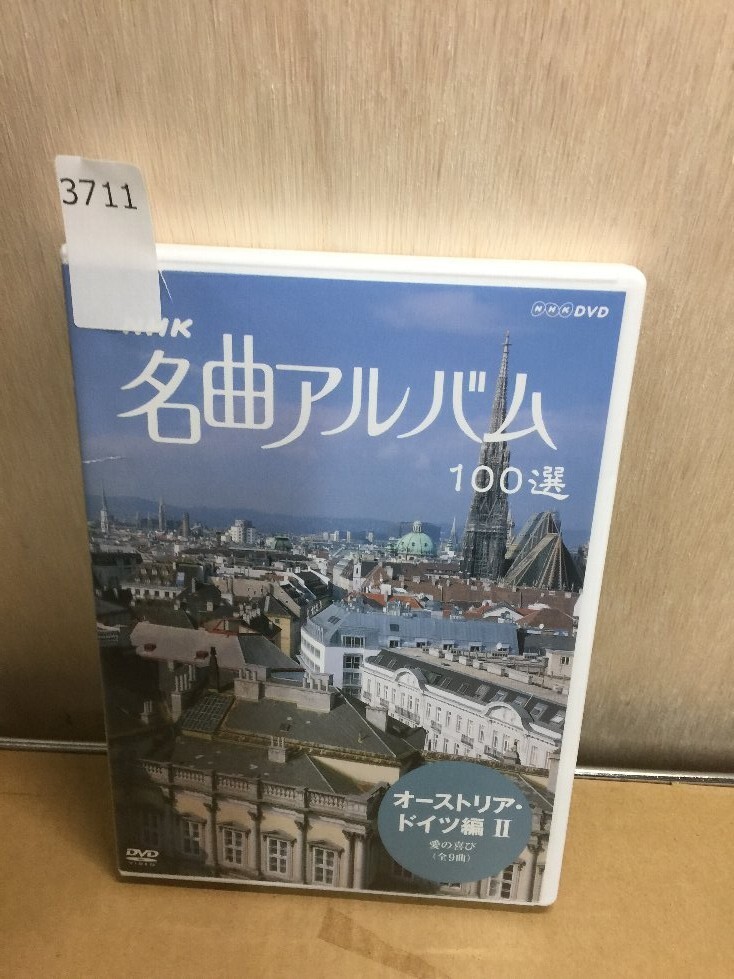 3711
NHK DVD
NHK
名曲アルバム
100選
オーストリア・
ドイツ編 II
愛の喜び
(全9曲)
DVD
VIDEO